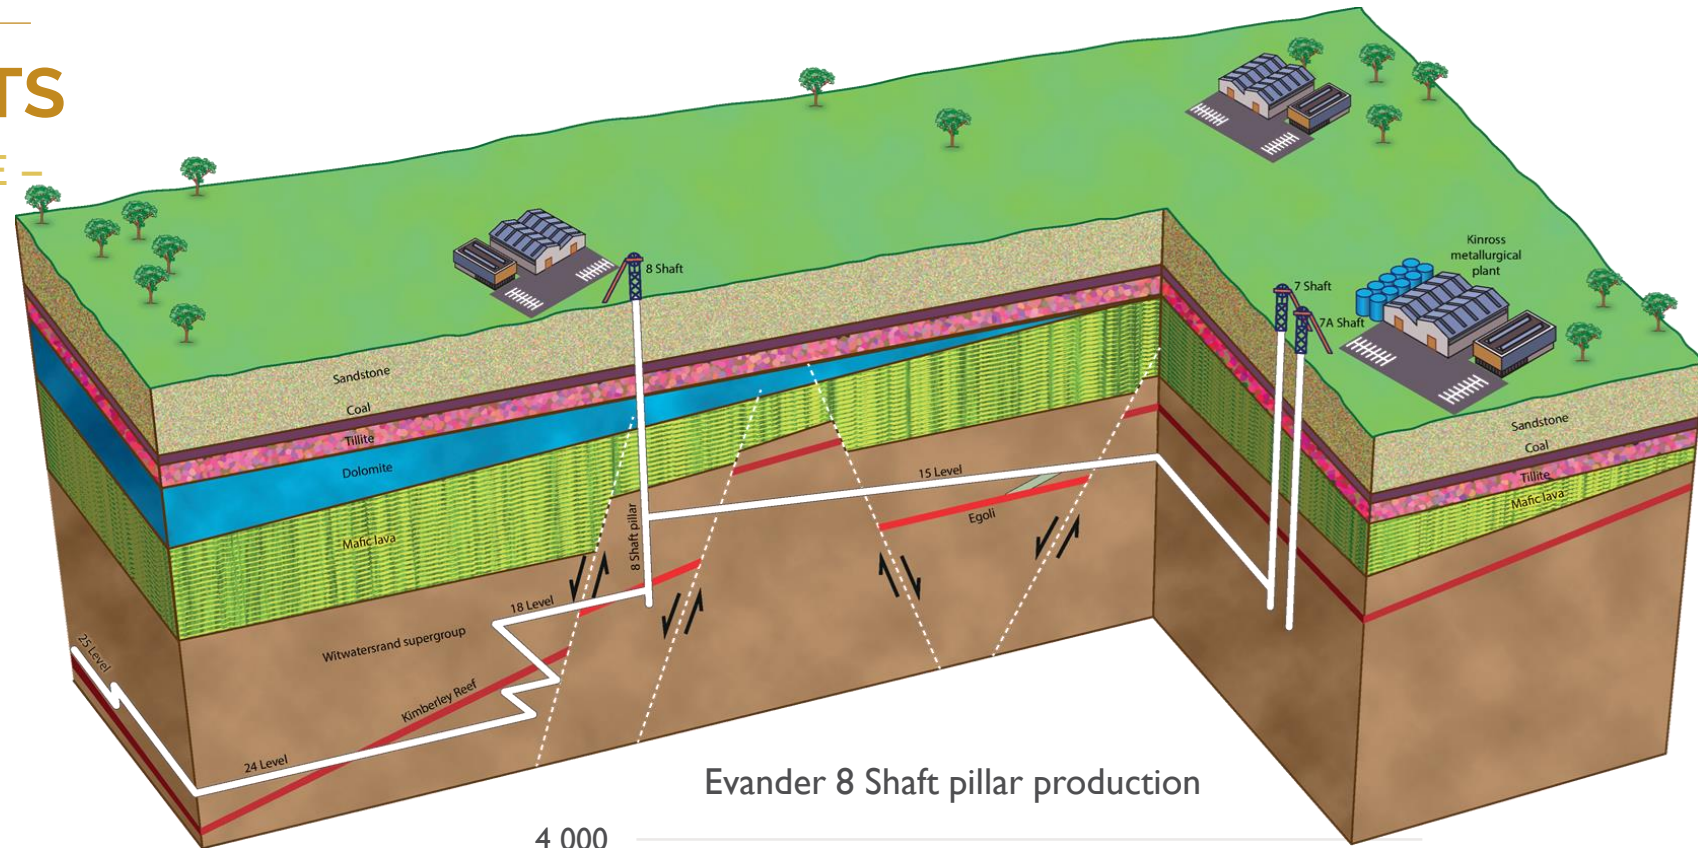 TS
E –
8 Shaft
Kinross
metallurgical
plant
7 Shaft
7A Shaft
Sandstone
Coal
Tillite
Dolomite
Mafic lava
8 Shaft pillar
15 Level
Egoli
18 Level
Witwatersrand supergroup
Kimberley Reef
25 Level
24 Level
Sandstone
Coal
Tillite
Mafic lava
Evander 8 Shaft pillar production
4 000